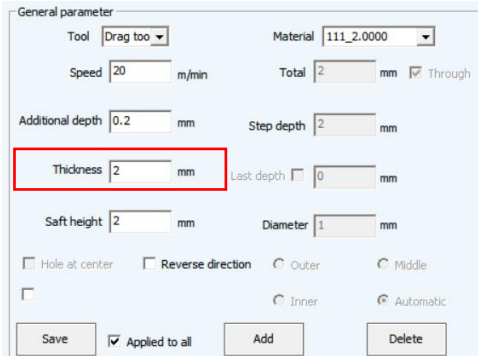 General parameter
Tool Drag too Material 111_2.0000
Speed 20 m/min Total 2 mm Through
Additional depth 0.2 mm Step depth 2 mm
Thickness 2 mm Last depth 0 mm
Saft height 2 mm Diameter 1 mm
Hole at center Reverse direction Outer Middle
Inner Automatic
Save Applied to all Add Delete